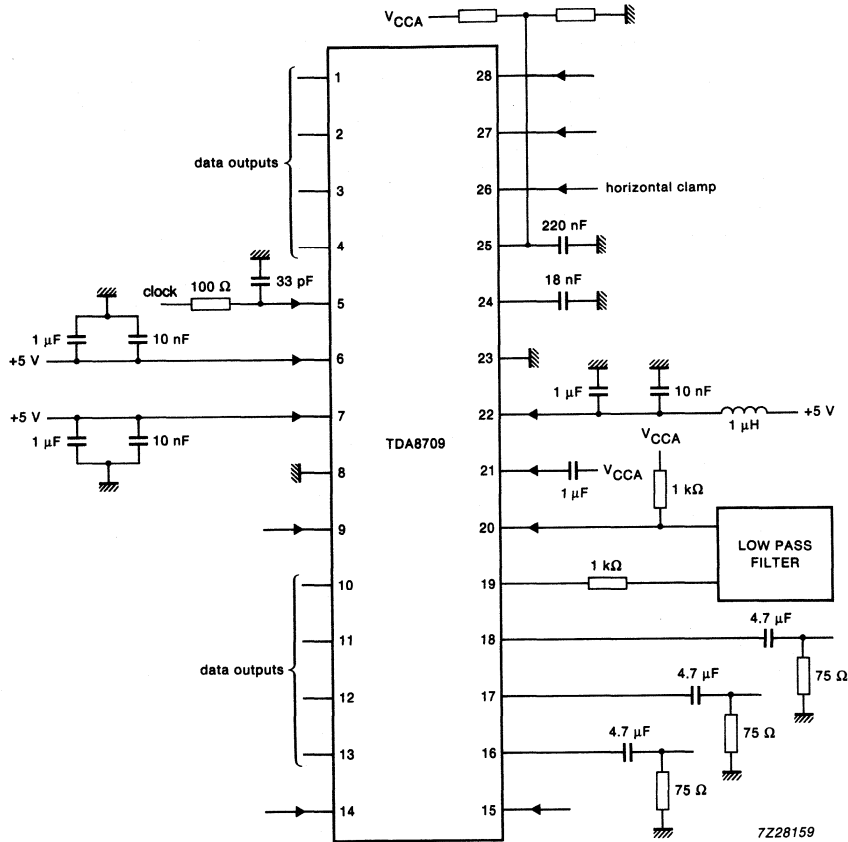 VCCA
1
28
2
27
data outputs
3
26
horizontal clamp
220 nF
4
25
100 Ω
33 pF
18 nF
clock
5
24
1 µF
10 nF
+5 V
6
23
1 µF
10 nF
+5 V
7
22
+5 V
1 µH
1 µF
10 nF
TDA8709
VCCA
8
21
VCCA
1 µF
1 kΩ
9
20
LOW PASS
FILTER
1 kΩ
10
19
4.7 µF
11
18
75 Ω
data outputs
4.7 µF
12
17
75 Ω
4.7 µF
13
16
75 Ω
14
15
7Z28159